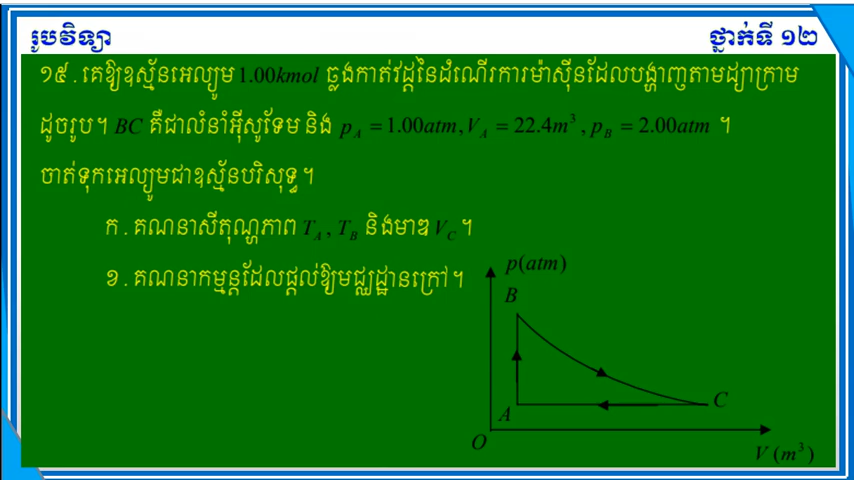 រូបវិទ្យា
ថ្នាក់ទី ១២
១៥ . គេឱ្យឧស្ម័នអេល្យូម 1.00kmol ឆ្លងកាត់វដ្តនៃដំណើរការម៉ាស៊ីនដែលបង្ហាញតាមដ្យាក្រាម
ដូចរូប។ BC គឺជាលំនាំអ៊ីសូទែម និង p_A = 1.00atm, V_A = 22.4m³, p_B = 2.00atm ។
ចាត់ទុកអេល្យូមជាឧស្ម័នបរិសុទ្ធ។
ក . គណនាសីតុណ្ហភាព T_A, T_B និងមាឌ V_C ។
ខ . គណនាកម្មន្តដែលផ្តល់ឱ្យមជ្ឈដ្ឋានក្រៅ។
p(atm)
B
A
C
O
V (m³)